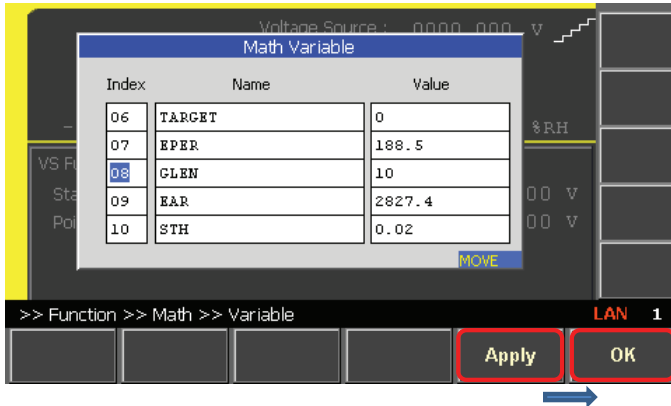 Voltage Source : 0000.000 V
Math Variable
Index Name Value
06 TARGET 0
%RH
07 EPER 188.5
VS Fu
08 GLEN 10
Sta 00 V
09 EAR 2827.4
Poi 00 V
10 STH 0.02
MOVE
>> Function >> Math >> Variable LAN 1
Apply OK